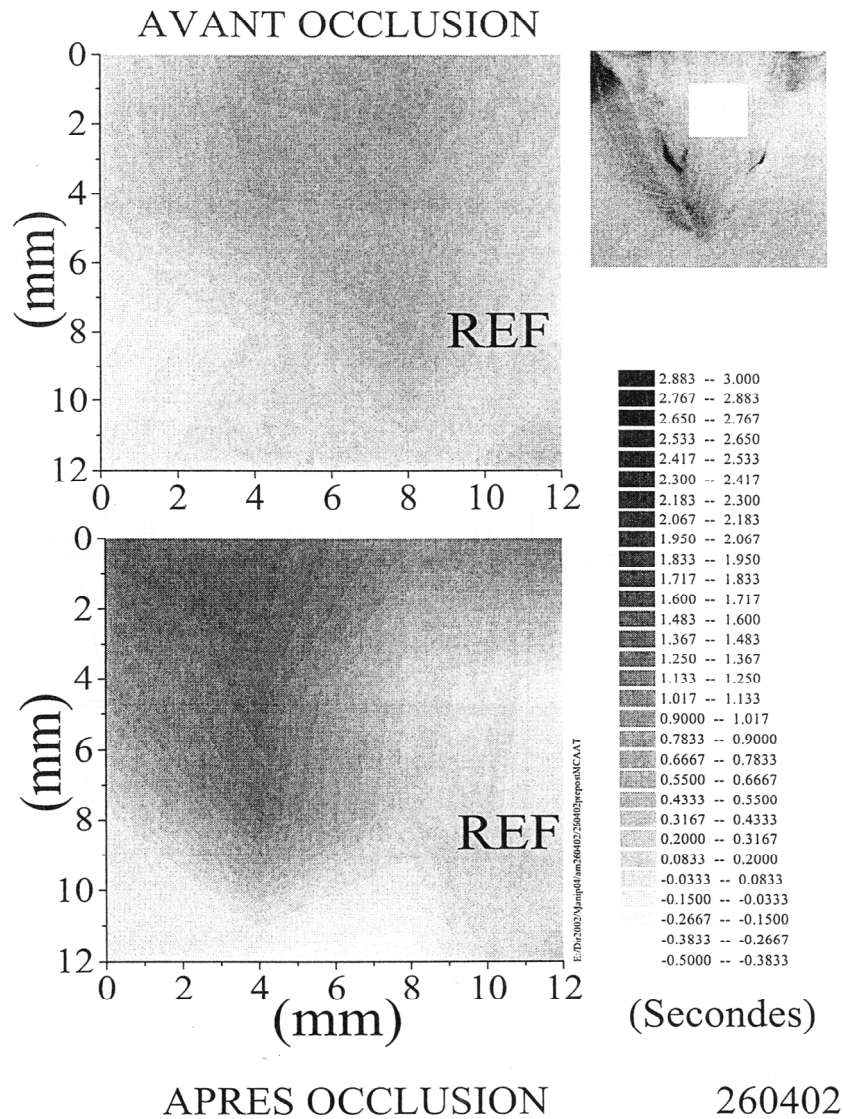 AVANT OCCLUSION
0
2
4
6
8
10
12
(mm)
REF
0 2 4 6 8 10 12
0
2
4
6
8
10
12
(mm)
REF
0 2 4 6 8 10 12
(mm)
2.883 -- 3.000
2.767 -- 2.883
2.650 -- 2.767
2.533 -- 2.650
2.417 -- 2.533
2.300 -- 2.417
2.183 -- 2.300
2.067 -- 2.183
1.950 -- 2.067
1.833 -- 1.950
1.717 -- 1.833
1.600 -- 1.717
1.483 -- 1.600
1.367 -- 1.483
1.250 -- 1.367
1.133 -- 1.250
1.017 -- 1.133
0.9000 -- 1.017
0.7833 -- 0.9000
0.6667 -- 0.7833
0.5500 -- 0.6667
0.4333 -- 0.5500
0.3167 -- 0.4333
0.2000 -- 0.3167
0.0833 -- 0.2000
-0.0333 -- 0.0833
-0.1500 -- -0.0333
-0.2667 -- -0.1500
-0.3833 -- -0.2667
-0.5000 -- -0.3833
(Secondes)
APRES OCCLUSION
260402